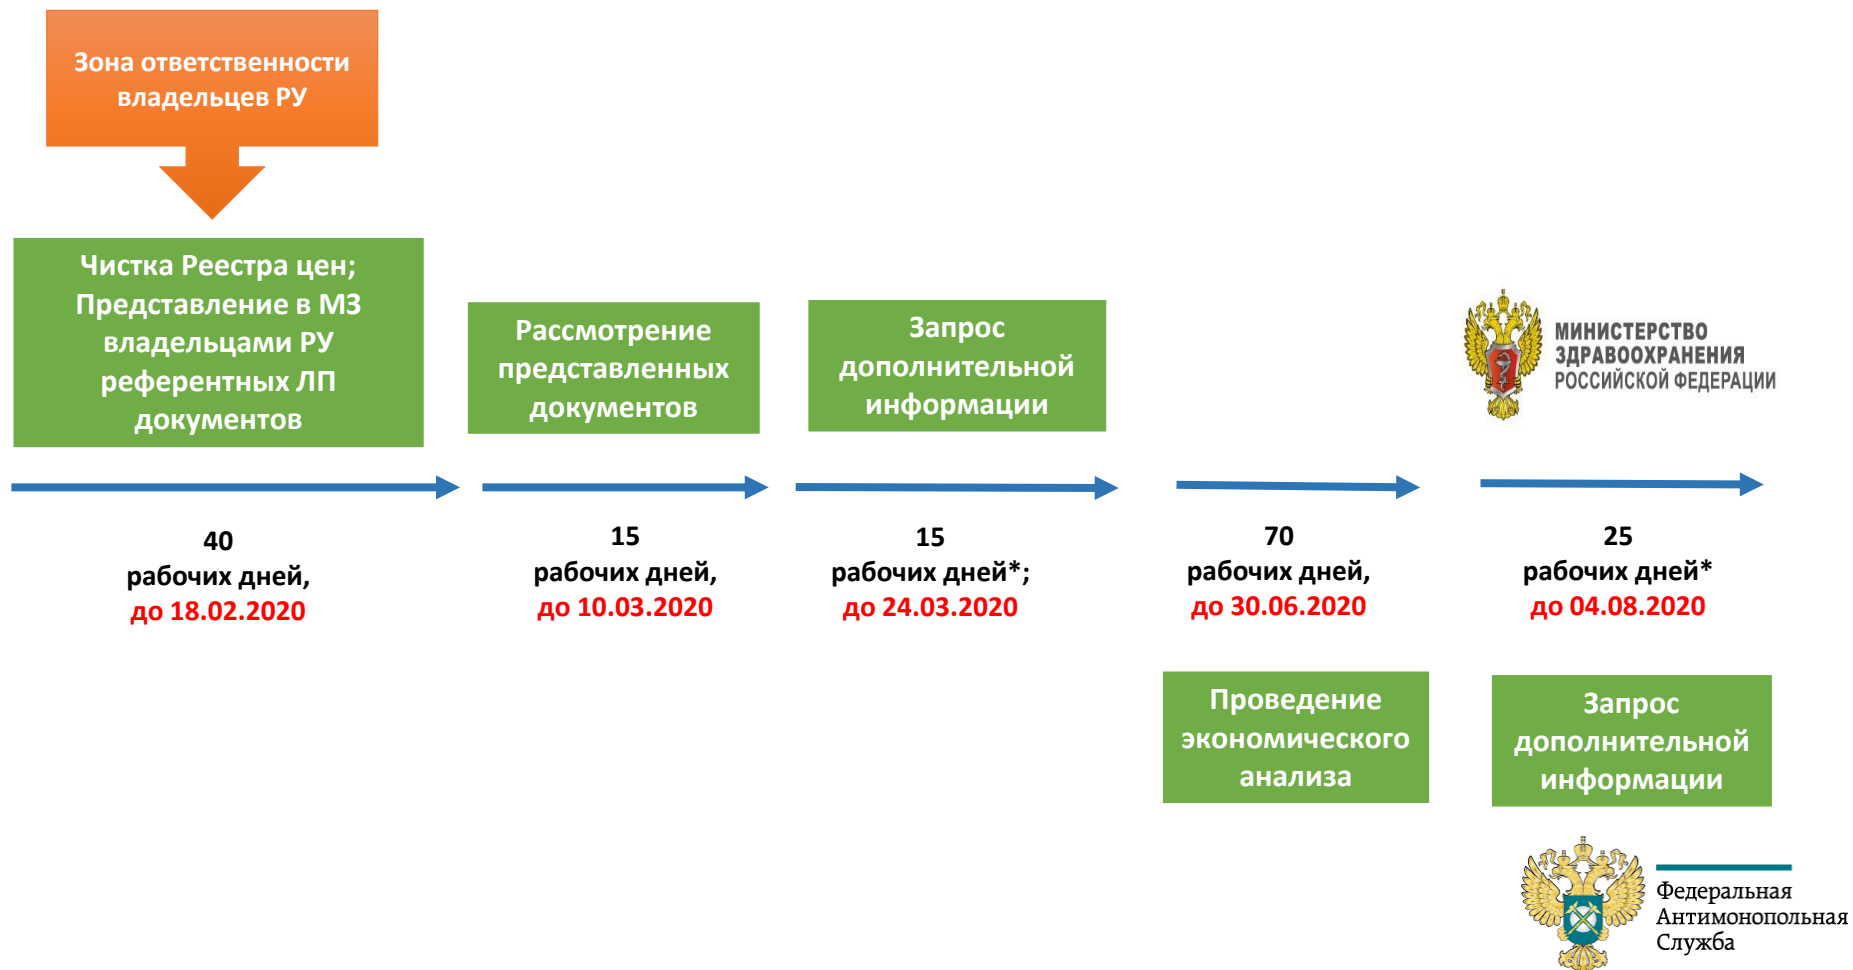 Зона ответственности
владельцев РУ
Чистка Реестра цен;
Представление в МЗ
владельцами РУ
референтных ЛП
документов
Рассмотрение
представленных
документов
Запрос
дополнительной
информации
МИНИСТЕРСТВО
ЗДРАВООХРАНЕНИЯ
РОССИЙСКОЙ ФЕДЕРАЦИИ
40
рабочих дней,
до 18.02.2020
15
рабочих дней,
до 10.03.2020
15
рабочих дней*;
до 24.03.2020
70
рабочих дней,
до 30.06.2020
25
рабочих дней*
до 04.08.2020
Проведение
экономического
анализа
Запрос
дополнительной
информации
Федеральная
Антимонопольная
Служба